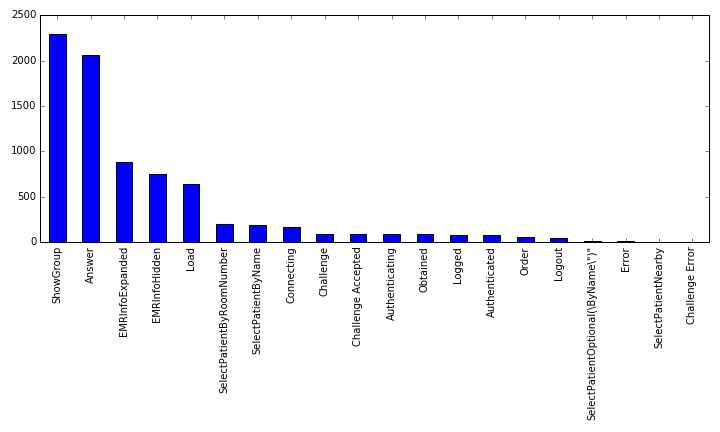 2500
2000
1500
1000
500
0
ShowGroup
Answer
EMRInfoExpanded
EMRInfoHidden
Load
SelectPatientByRoomNumber
SelectPatientByName
Connecting
Challenge
Challenge Accepted
Authenticating
Obtained
Logged
Authenticated
Order
Logout
SelectPatientOptional(\ByName\")"
Error
SelectPatientNearby
Challenge Error